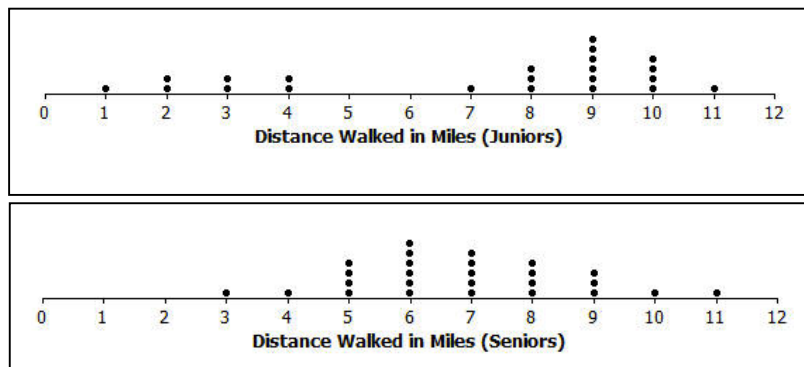 0 1 2 3 4 5 6 7 8 9 10 11 12
Distance Walked in Miles (Juniors)
0 1 2 3 4 5 6 7 8 9 10 11 12
Distance Walked in Miles (Seniors)